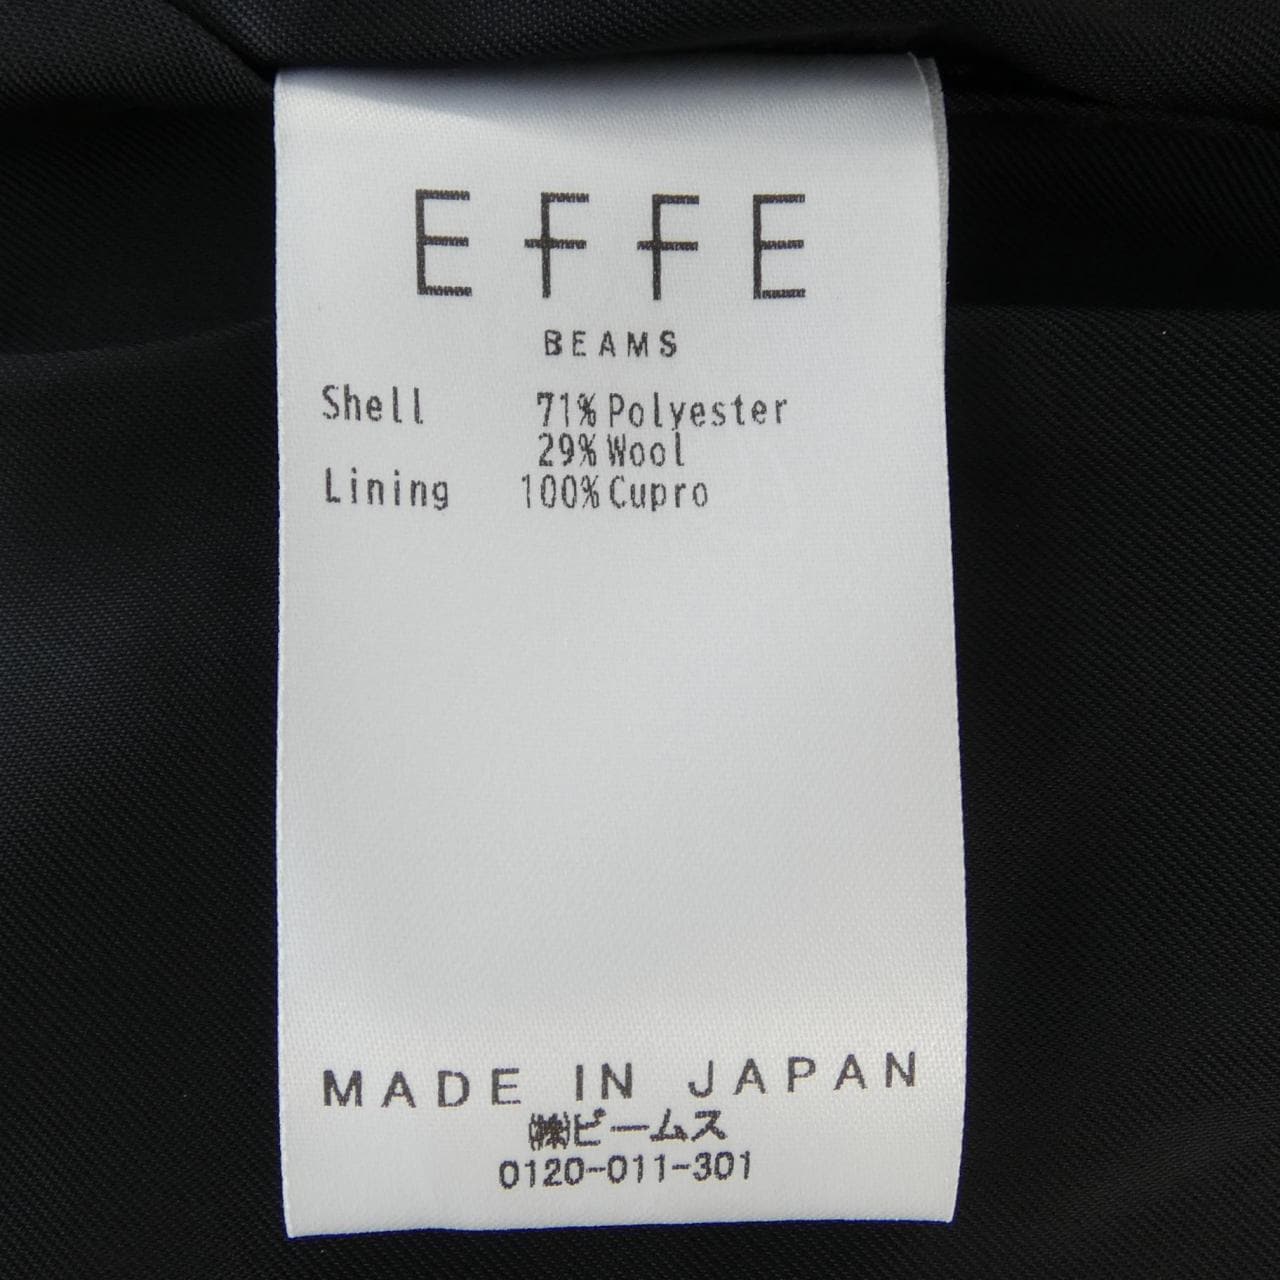 EFFE
BEAMS
Shell 71% Polyester
29% Wool
Lining 100% Cupro
MADE IN JAPAN
㈱ビームス
0120-011-301